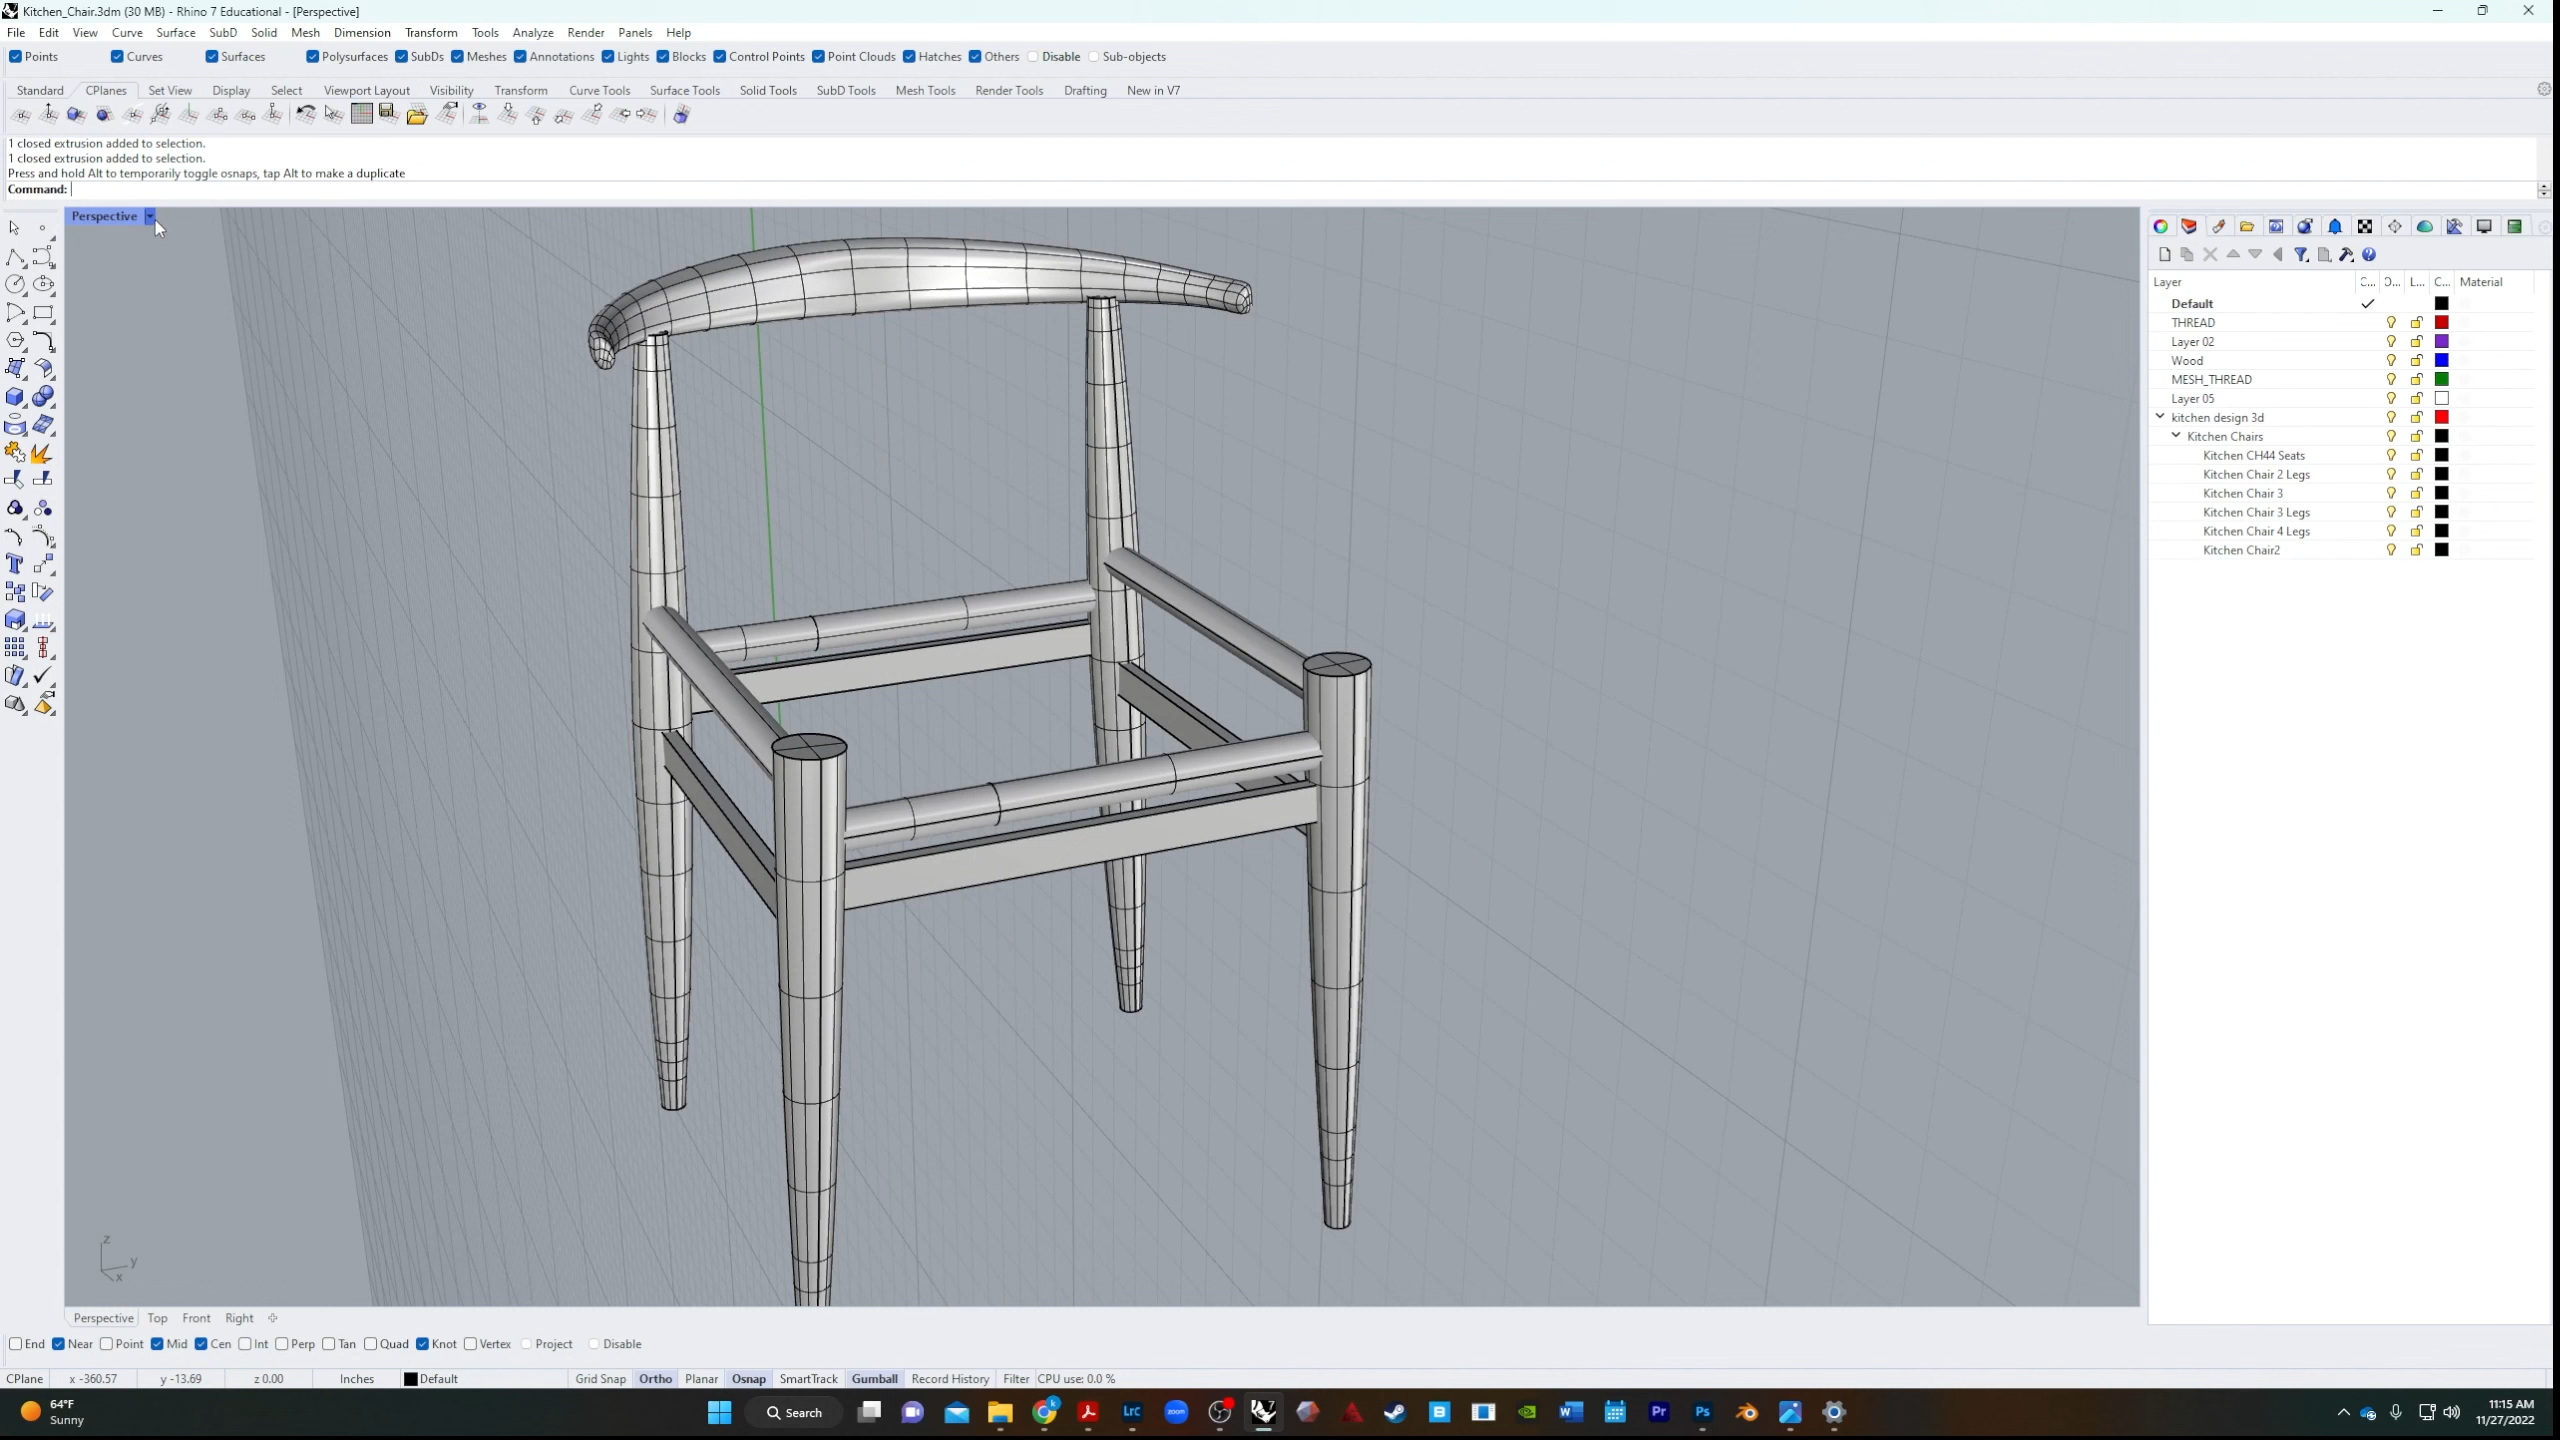 Kitchen_Chair.3dm (30 MB) - Rhino 7 Educational - [Perspective]
File Edit View Curve Surface SubD Solid Mesh Dimension Transform Tools Analyze Render Panels Help
Points Curves Surfaces Polysurfaces SubDs Meshes Annotations Lights Blocks Control Points Point Clouds Hatches Others Disable Sub-objects
Standard CPlanes Set View Display Select Viewport Layout Visibility Transform Curve Tools Surface Tools Solid Tools SubD Tools Mesh Tools Render Tools Drafting New in V7
1 closed extrusion added to selection.
1 closed extrusion added to selection.
Press and hold Alt to temporarily toggle osnaps, tap Alt to make a duplicate
Command:
Perspective
Layer C... O... L... C... Material
Default
THREAD
Layer 02
Wood
MESH_THREAD
Layer 05
kitchen design 3d
Kitchen Chairs
Kitchen CH44 Seats
Kitchen Chair 2 Legs
Kitchen Chair 3
Kitchen Chair 3 Legs
Kitchen Chair 4 Legs
Kitchen Chair2
z
y
x
Perspective Top Front Right
End Near Point Mid Cen Int Perp Tan Quad Knot Vertex Project Disable
CPlane x -360.57 y -13.69 z 0.00 Inches Default Grid Snap Ortho Planar Osnap SmartTrack Gumball Record History Filter CPU use: 0.0 %
64°F
Sunny
Search
zoom
LrC
7
B
W
Pr
Ps
11:15 AM
11/27/2022